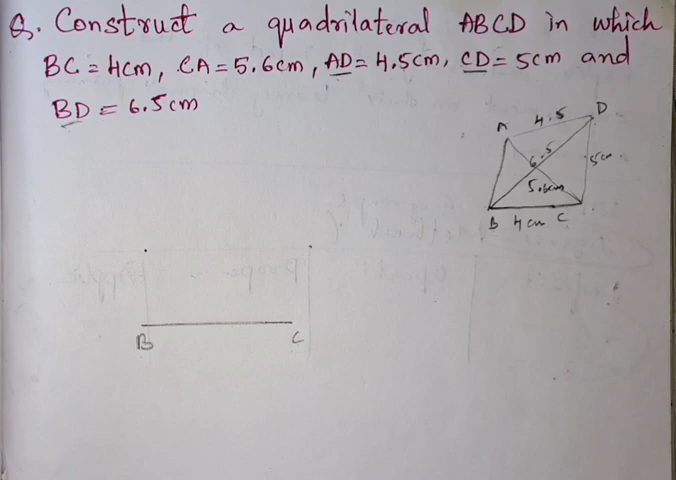 Q. Construct a quadrilateral ABCD in which
BC = 4cm, CA = 5.6cm, AD = 4.5cm, CD = 5cm and
BD = 6.5cm
A 4.5 D
6.5 5cm
5.6cm
B 4cm C
B C